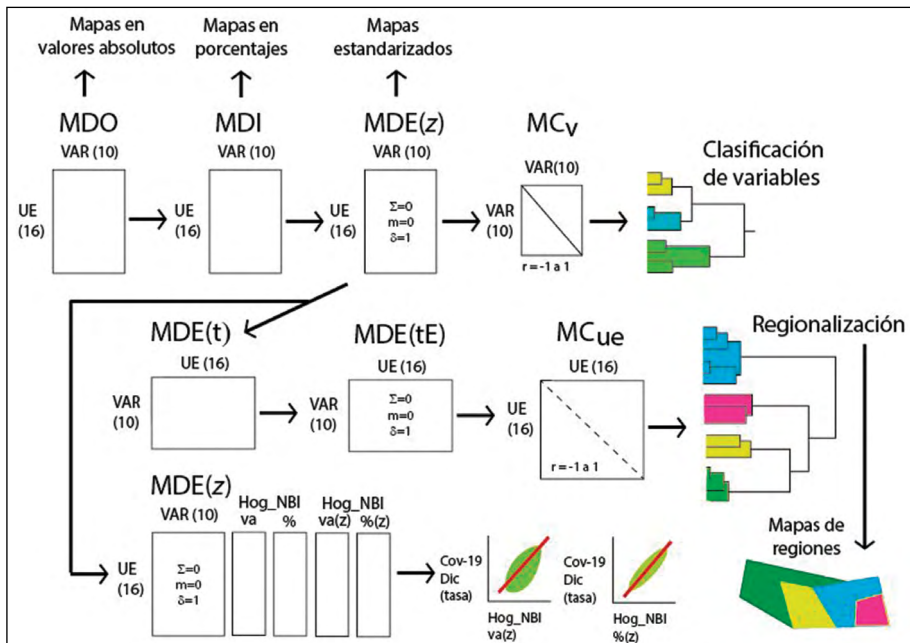 Mapas en
valores absolutos
Mapas en
porcentajes
Mapas
estandarizados
MDO
VAR (10)
UE
(16)
MDI
VAR (10)
UE
(16)
MDE(z)
VAR (10)
UE
(16)
Σ=0
m=0
δ=1
MCv
VAR(10)
VAR
(10)
r = -1 a 1
Clasificación
de variables
MDE(t)
UE (16)
VAR
(10)
MDE(tE)
UE (16)
VAR
(10)
Σ=0
m=0
δ=1
MCue
UE (16)
UE
(16)
r = -1 a 1
Regionalización
MDE(z)
VAR (10)
UE
(16)
Σ=0
m=0
δ=1
Hog_NBI
va %
Hog_NBI
va(z) %(z)
Cov-19
Dic
(tasa)
Hog_NBI
va(z)
Cov-19
Dic
(tasa)
Hog_NBI
%(z)
Mapas de
regiones